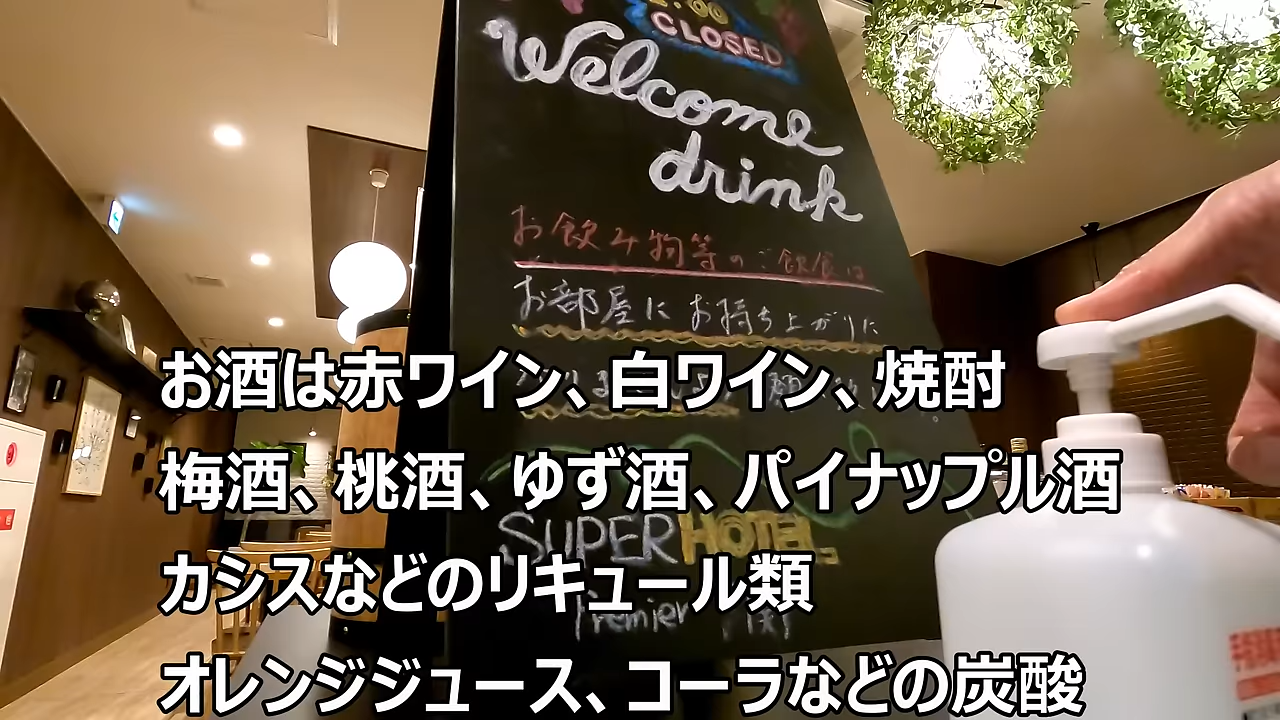 CLOSED
Welcome
drink
お飲み物等のご飲食は
お部屋にお持ち上がりに
お酒は赤ワイン、白ワイン、焼酎
梅酒、桃酒、ゆず酒、パイナップル酒
SUPER HOTEL
カシスなどのリキュール類
Premier
オレンジジュース、コーラなどの炭酸